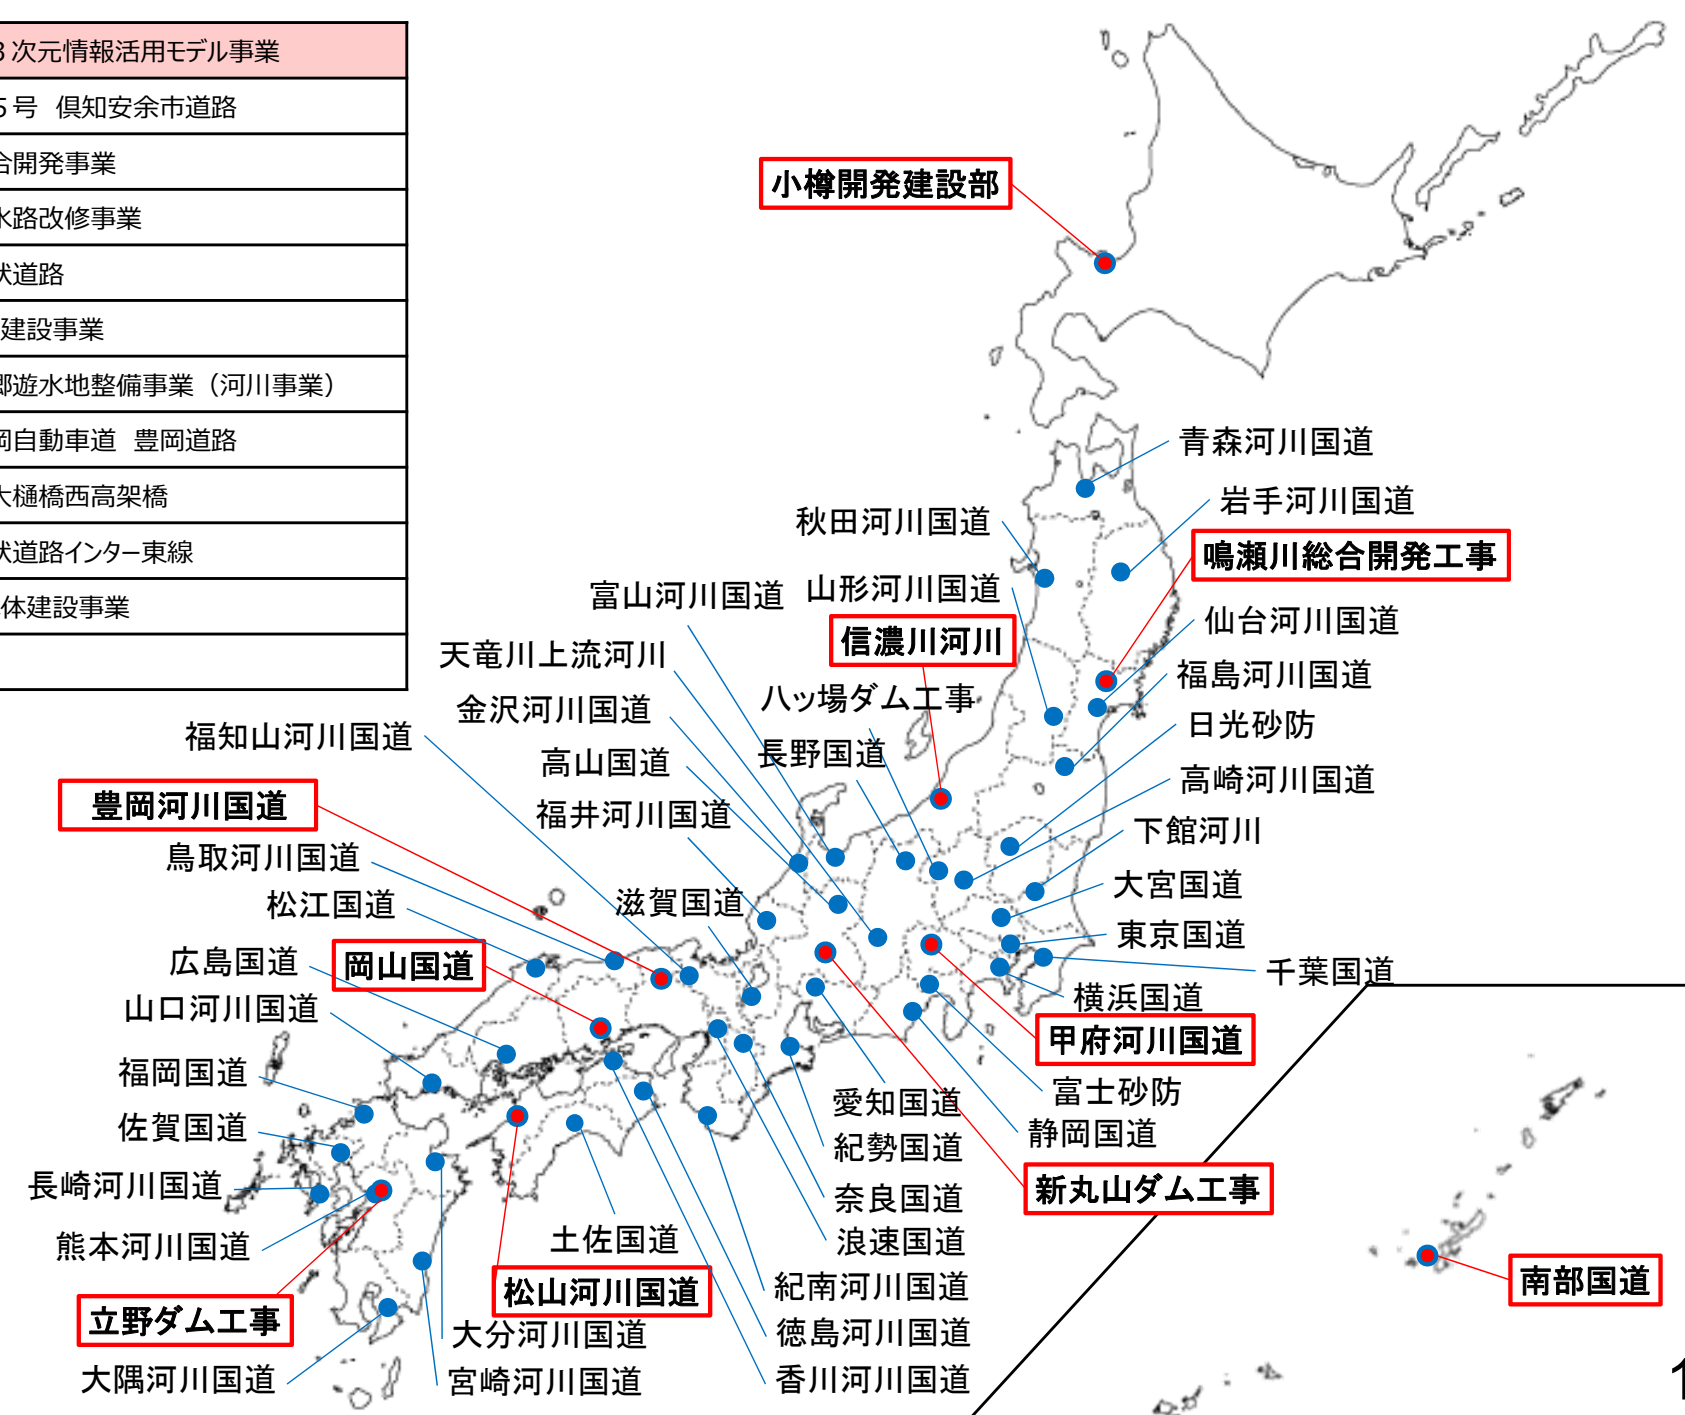 ３次元情報活用モデル事業
５号 倶知安余市道路
合開発事業
水路改修事業
状道路
建設事業
郷遊水地整備事業（河川事業）
岡自動車道 豊岡道路
大樋橋西高架橋
状道路インター東線
体建設事業
小樽開発建設部
青森河川国道
岩手河川国道
秋田河川国道
鳴瀬川総合開発工事
富山河川国道
山形河川国道
仙台河川国道
信濃川河川
天竜川上流河川
福島河川国道
八ッ場ダム工事
金沢河川国道
日光砂防
福知山河川国道
長野国道
高山国道
高崎河川国道
豊岡河川国道
福井河川国道
下館河川
鳥取河川国道
大宮国道
松江国道
滋賀国道
東京国道
広島国道
岡山国道
千葉国道
山口河川国道
横浜国道
甲府河川国道
福岡国道
富士砂防
愛知国道
佐賀国道
静岡国道
紀勢国道
長崎河川国道
新丸山ダム工事
奈良国道
熊本河川国道
土佐国道
浪速国道
南部国道
松山河川国道
紀南河川国道
立野ダム工事
大分河川国道
徳島河川国道
大隅河川国道
宮崎河川国道
香川河川国道
1